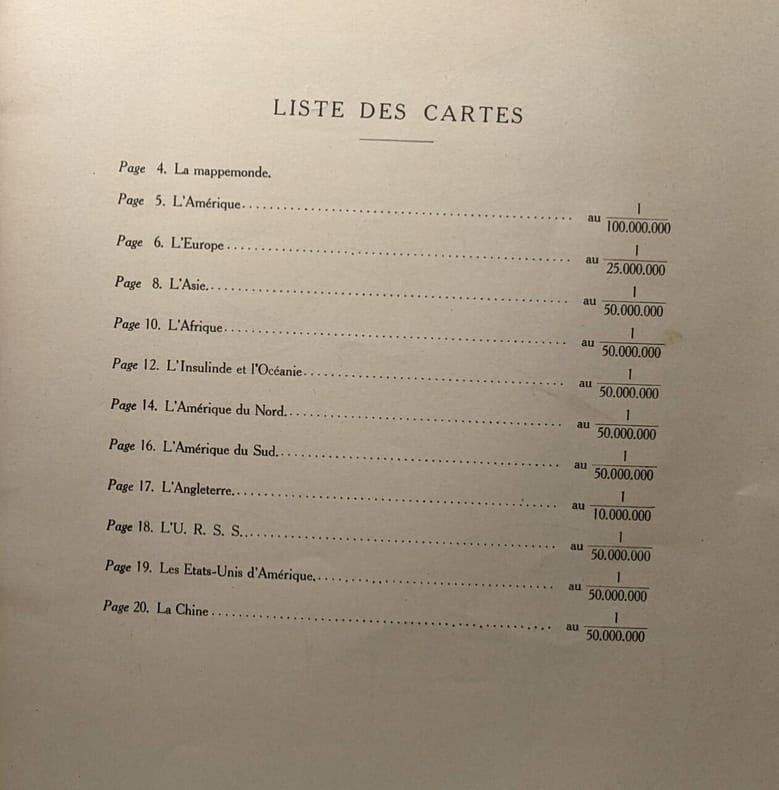 LISTE DES CARTES
Page 4. La mappemonde.
Page 5. L'Amérique........................................ au 1/100.000.000
Page 6. L'Europe........................................ au 1/25.000.000
Page 8. L'Asie........................................ au 1/50.000.000
Page 10. L'Afrique........................................ au 1/50.000.000
Page 12. L'Insulinde et l'Océanie.............................. au 1/50.000.000
Page 14. L'Amérique du Nord.............................. au 1/50.000.000
Page 16. L'Amérique du Sud.............................. au 1/50.000.000
Page 17. L'Angleterre................................... au 1/10.000.000
Page 18. L'U. R. S. S................................... au 1/50.000.000
Page 19. Les Etats-Unis d'Amérique......................... au 1/50.000.000
Page 20. La Chine........................................ au 1/50.000.000